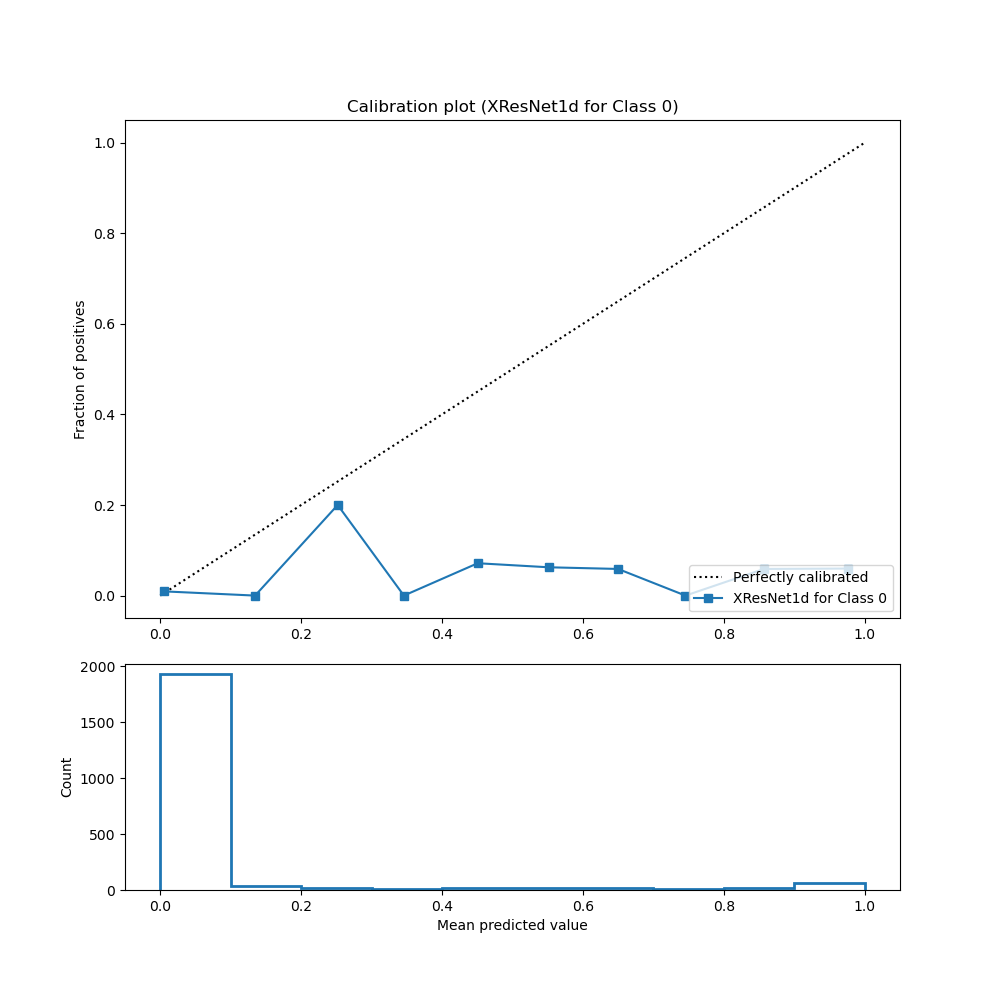 Calibration plot (XResNet1d for Class 0)
Fraction of positives
1.0
0.8
0.6
0.4
0.2
0.0
Perfectly calibrated
XResNet1d for Class 0
0.0 0.2 0.4 0.6 0.8 1.0
Count
2000
1500
1000
500
0
0.0 0.2 0.4 0.6 0.8 1.0
Mean predicted value